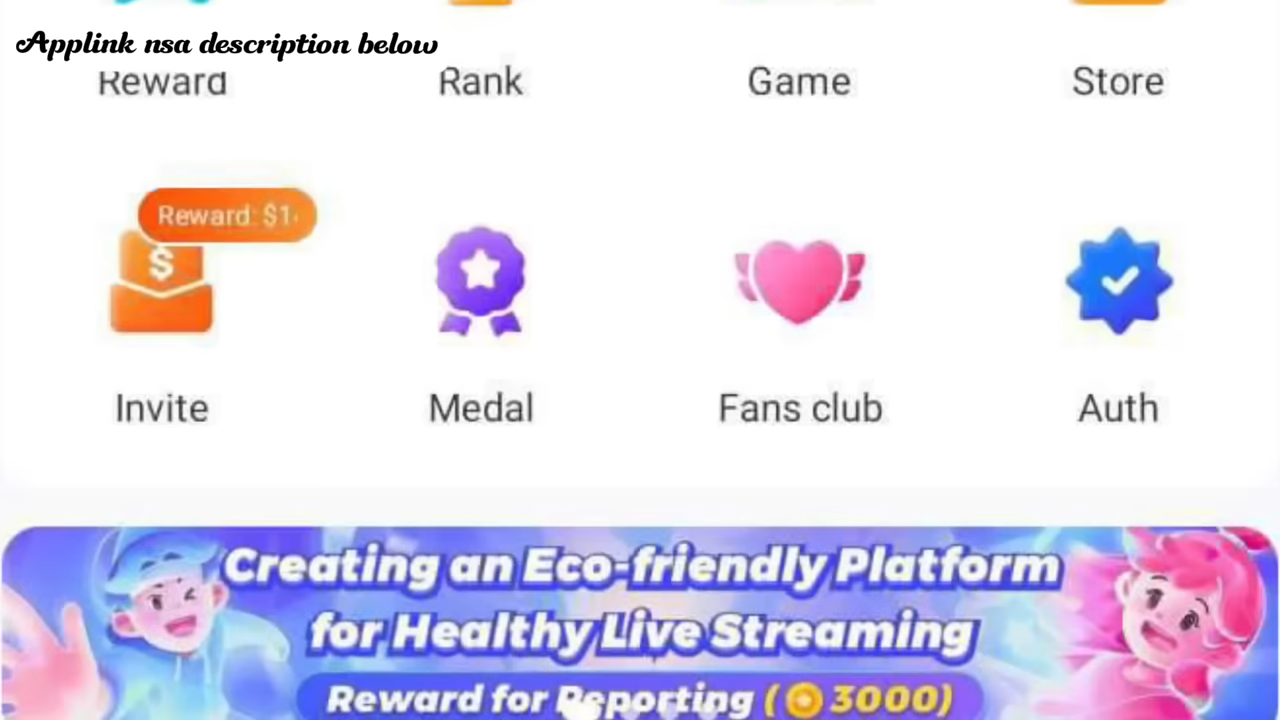 Applink nsa description below
Reward
Rank
Game
Store
Reward: $1
$
Invite
Medal
Fans club
Auth
Creating an Eco-friendly Platform
for Healthy Live Streaming
Reward for Reporting (3000)